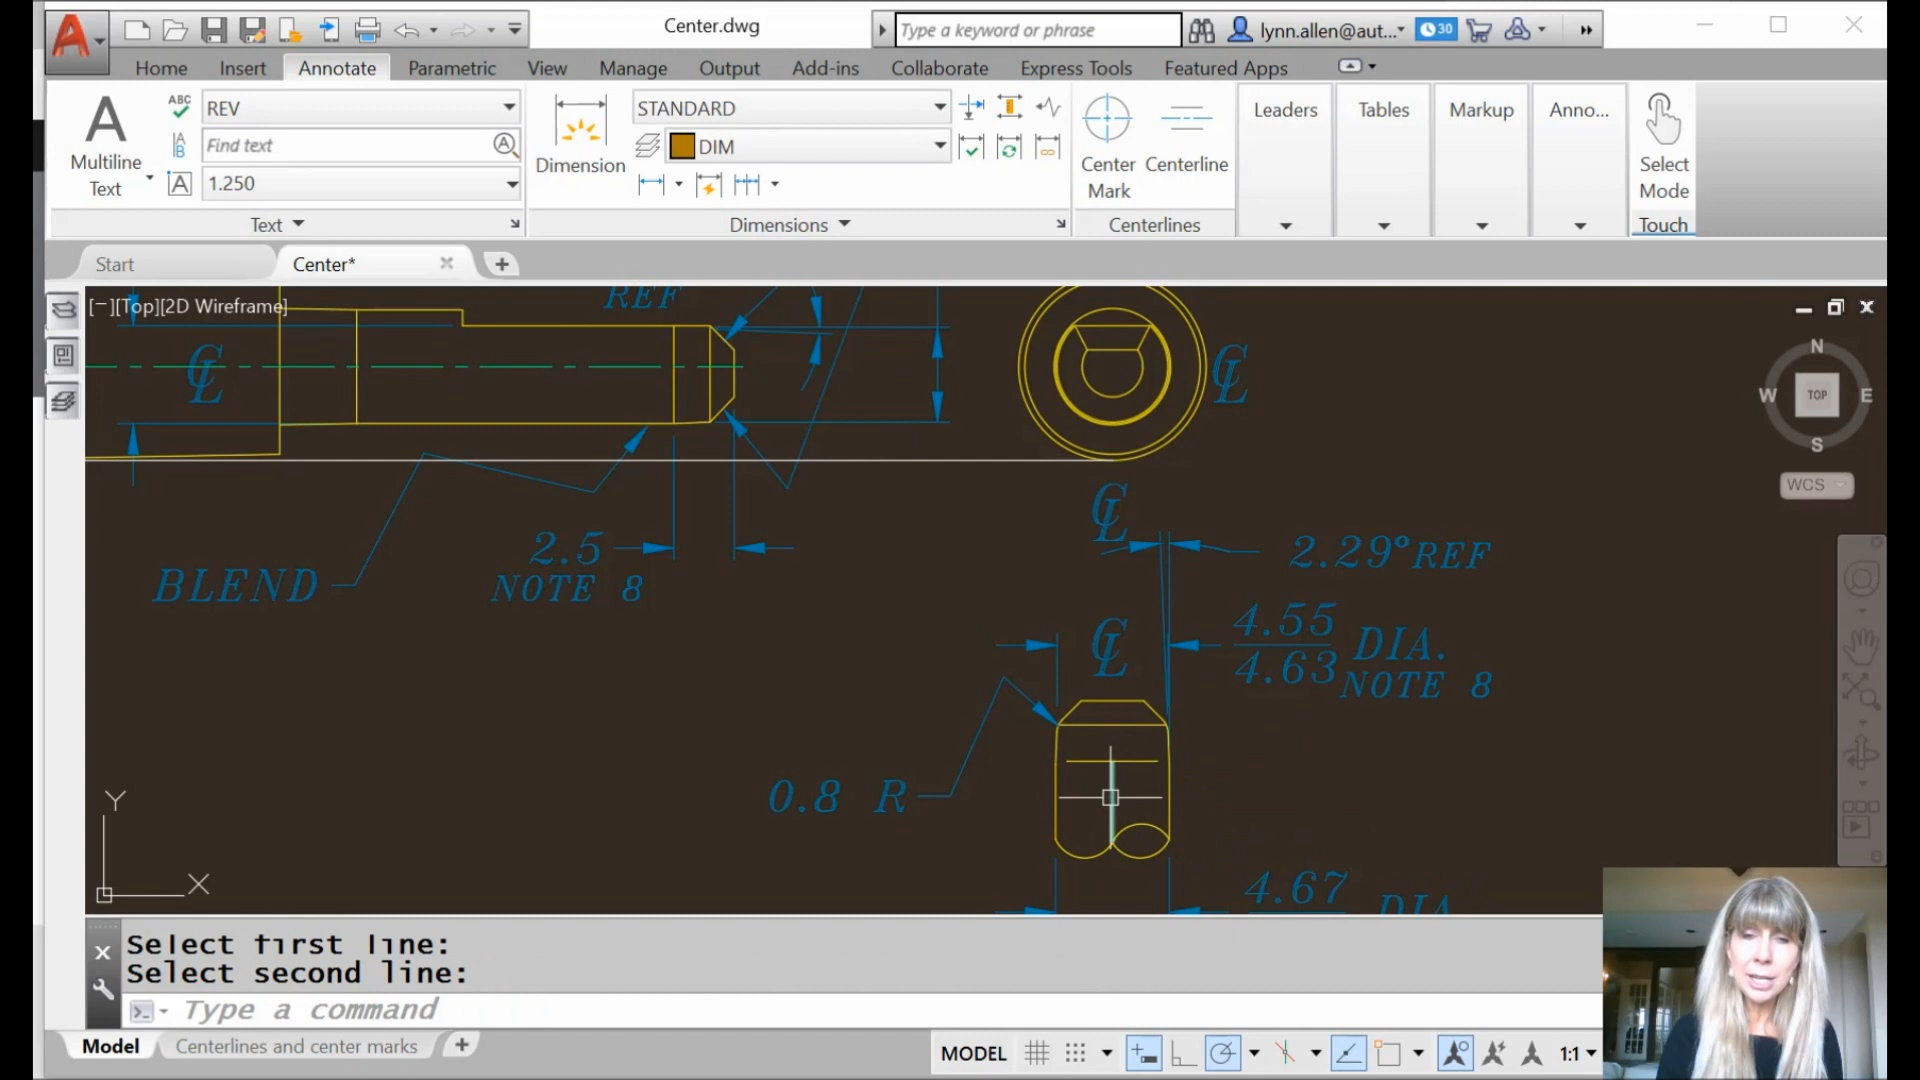 Center.dwg
Type a keyword or phrase
lynn.allen@aut...
30
Home Insert Annotate Parametric View Manage Output Add-ins Collaborate Express Tools Featured Apps
A
Multiline
Text
ABC
REV
Find text
1.250
Text
Dimension
STANDARD
DIM
Dimensions
Center
Mark
Centerline
Centerlines
Leaders
Tables
Markup
Anno...
Select
Mode
Touch
Start
Center*
[−][Top][2D Wireframe]
REF
N
W TOP E
S
WCS
BLEND
2.5
NOTE 8
2.29°REF
4.55
4.63 DIA.
NOTE 8
0.8 R
4.67
DIA
Y
X
Select first line:
Select second line:
Type a command
Model
Centerlines and center marks
MODEL
1:1